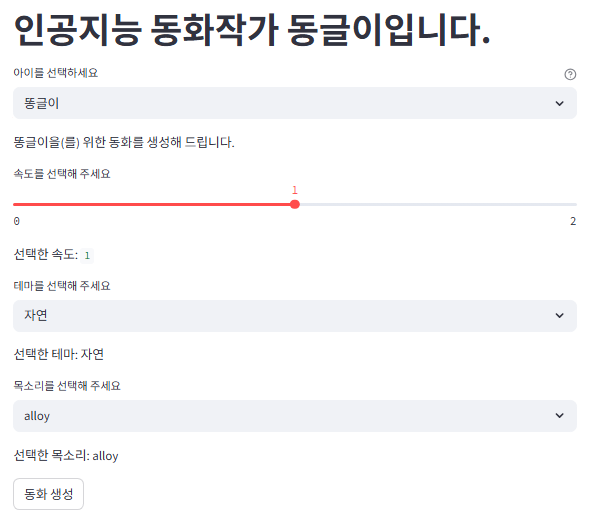 인공지능 동화작가 동글이입니다.
아이를 선택하세요
똥글이
똥글이을(를) 위한 동화를 생성해 드립니다.
속도를 선택해 주세요
1
0 2
선택한 속도: 1
테마를 선택해 주세요
자연
선택한 테마: 자연
목소리를 선택해 주세요
alloy
선택한 목소리: alloy
동화 생성